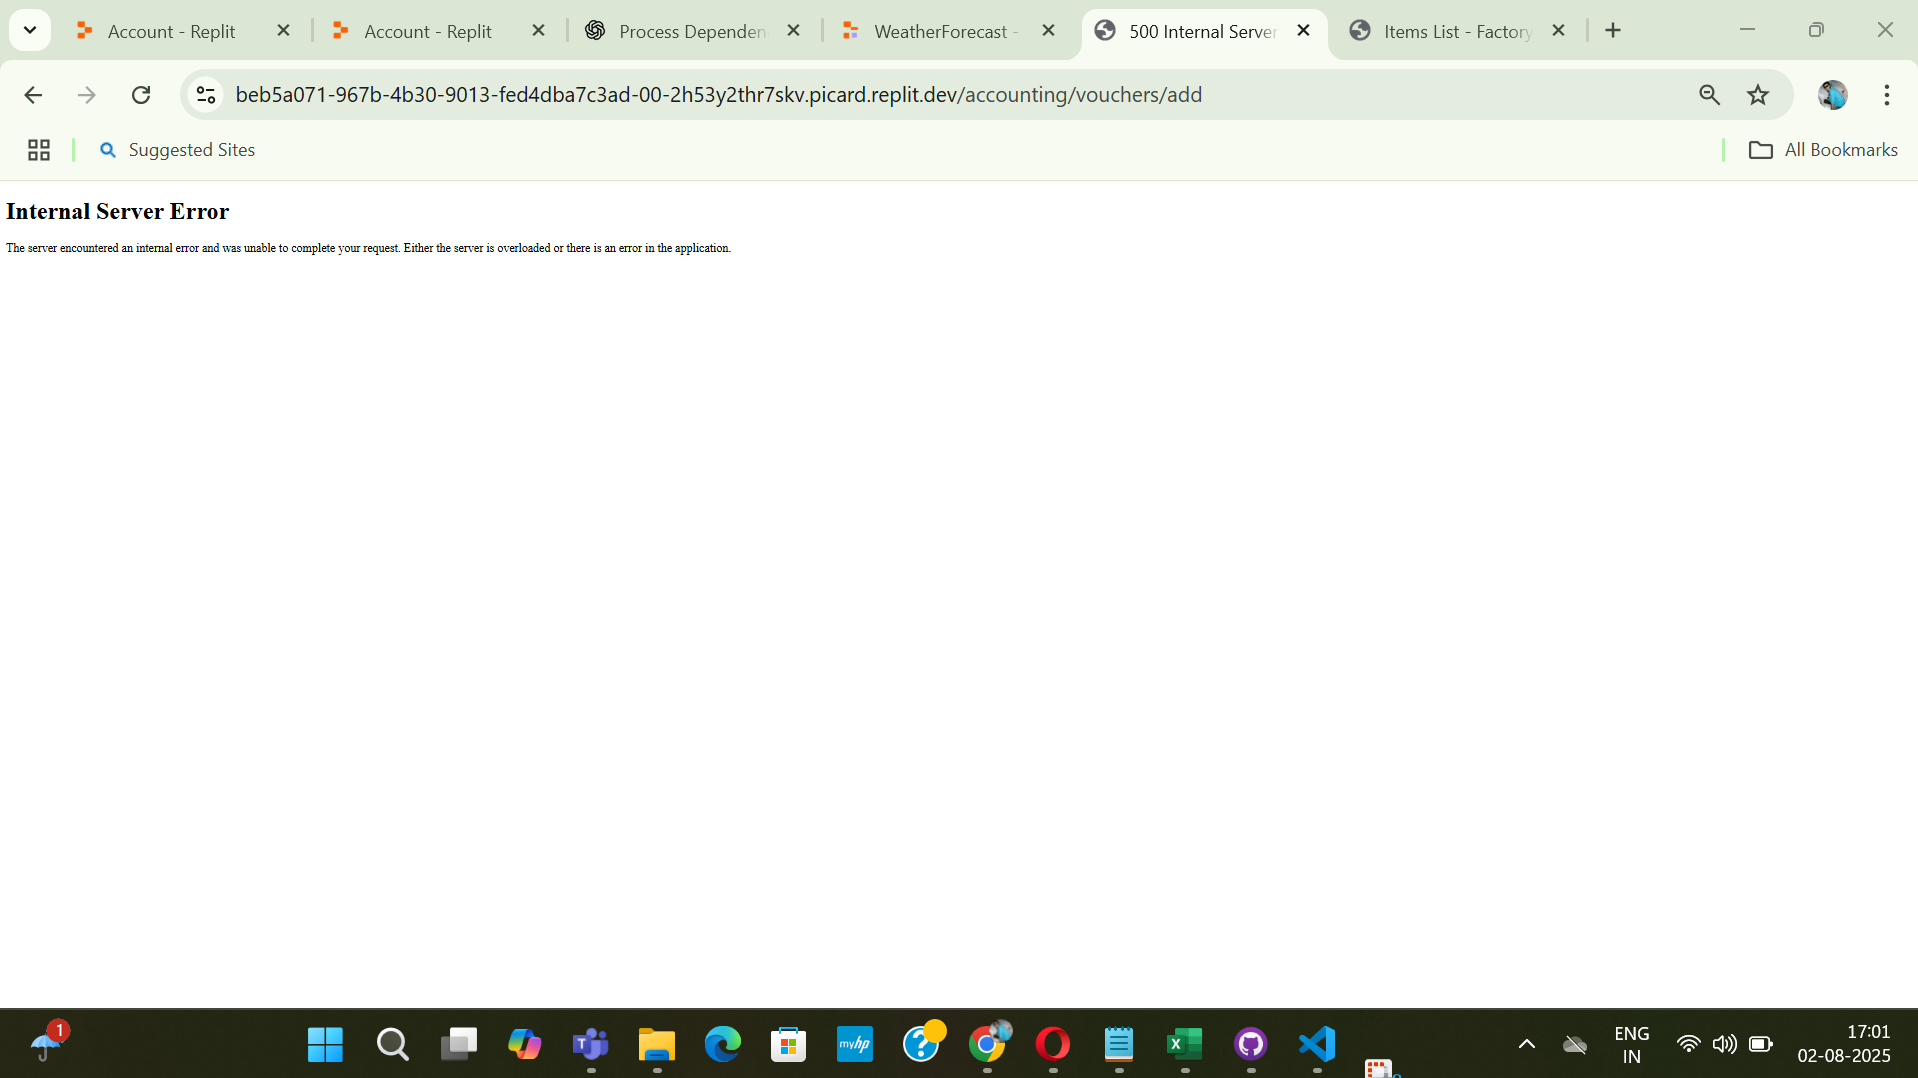 Account - Replit
Account - Replit
Process Dependen
WeatherForecast -
500 Internal Server
Items List - Factory
beb5a071-967b-4b30-9013-fed4dba7c3ad-00-2h53y2thr7skv.picard.replit.dev/accounting/vouchers/add
Suggested Sites
All Bookmarks
Internal Server Error
The server encountered an internal error and was unable to complete your request. Either the server is overloaded or there is an error in the application.
1
myhp
ENG
IN
17:01
02-08-2025